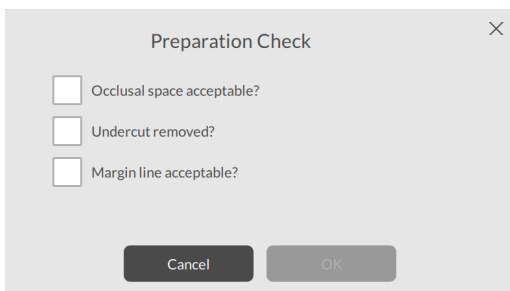 Preparation Check
Occlusal space acceptable?
Undercut removed?
Margin line acceptable?
Cancel OK